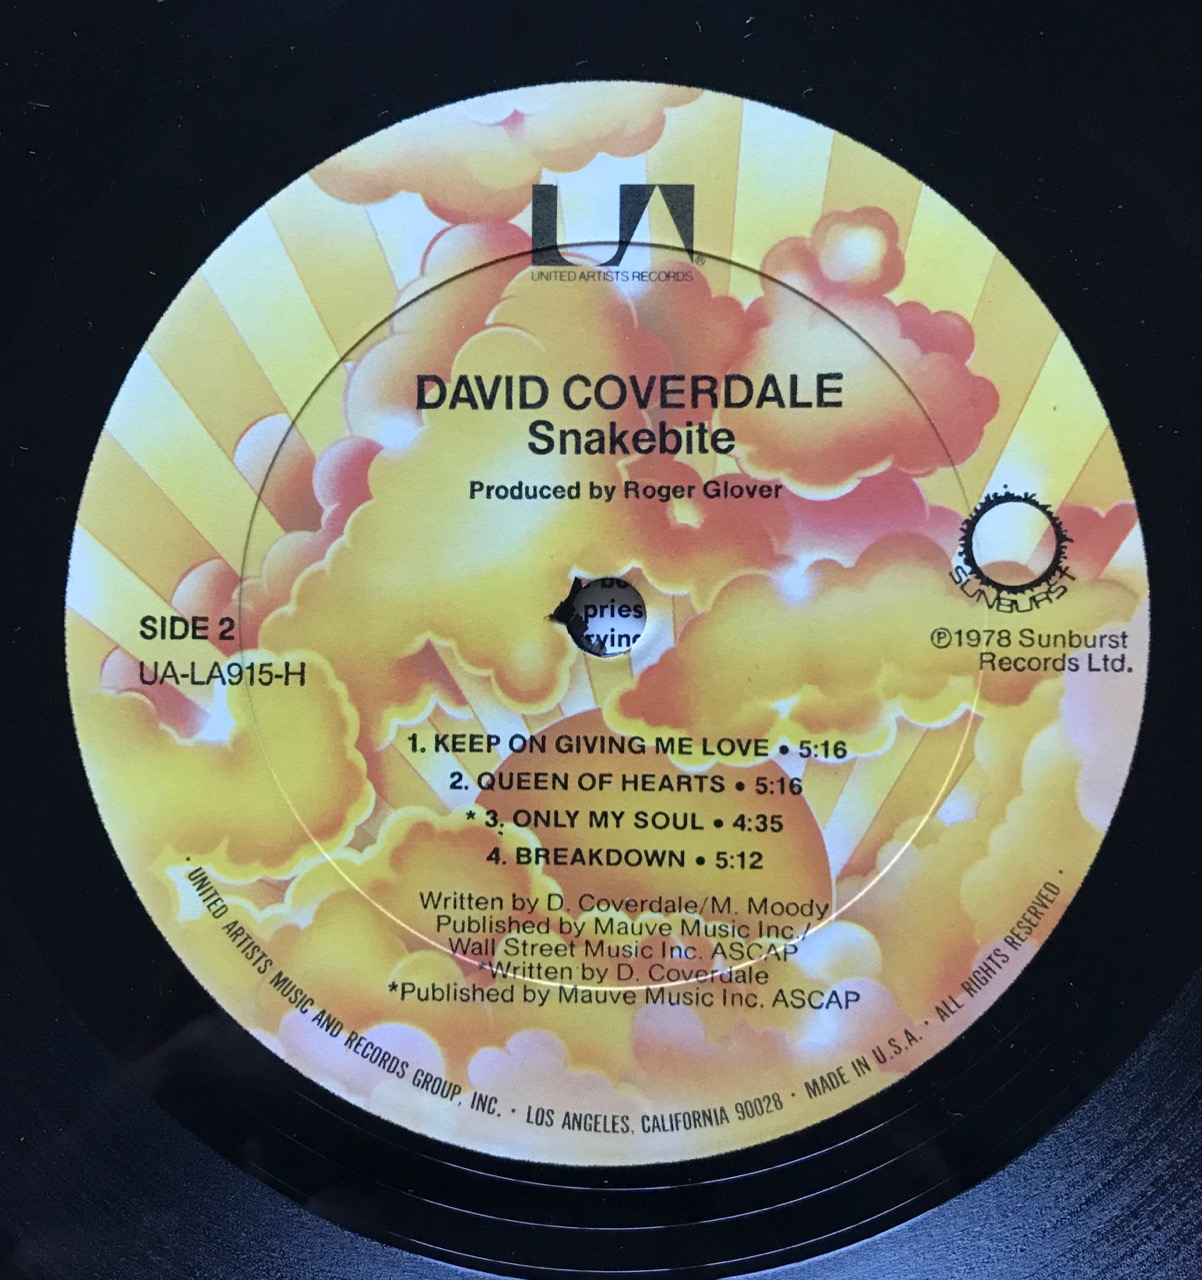 UA®
UNITED ARTISTS RECORDS
DAVID COVERDALE
Snakebite
Produced by Roger Glover
SUNBURST
℗1978 Sunburst
Records Ltd.
SIDE 2
UA-LA915-H
1. KEEP ON GIVING ME LOVE • 5:16
2. QUEEN OF HEARTS • 5:16
* 3. ONLY MY SOUL • 4:35
4. BREAKDOWN • 5:12
Written by D. Coverdale/M. Moody
Published by Mauve Music Inc./
Wall Street Music Inc. ASCAP
*Written by D. Coverdale
*Published by Mauve Music Inc. ASCAP
· UNITED ARTISTS MUSIC AND RECORDS GROUP, INC. · LOS ANGELES, CALIFORNIA 90028 · MADE IN U.S.A. · ALL RIGHTS RESERVED ·